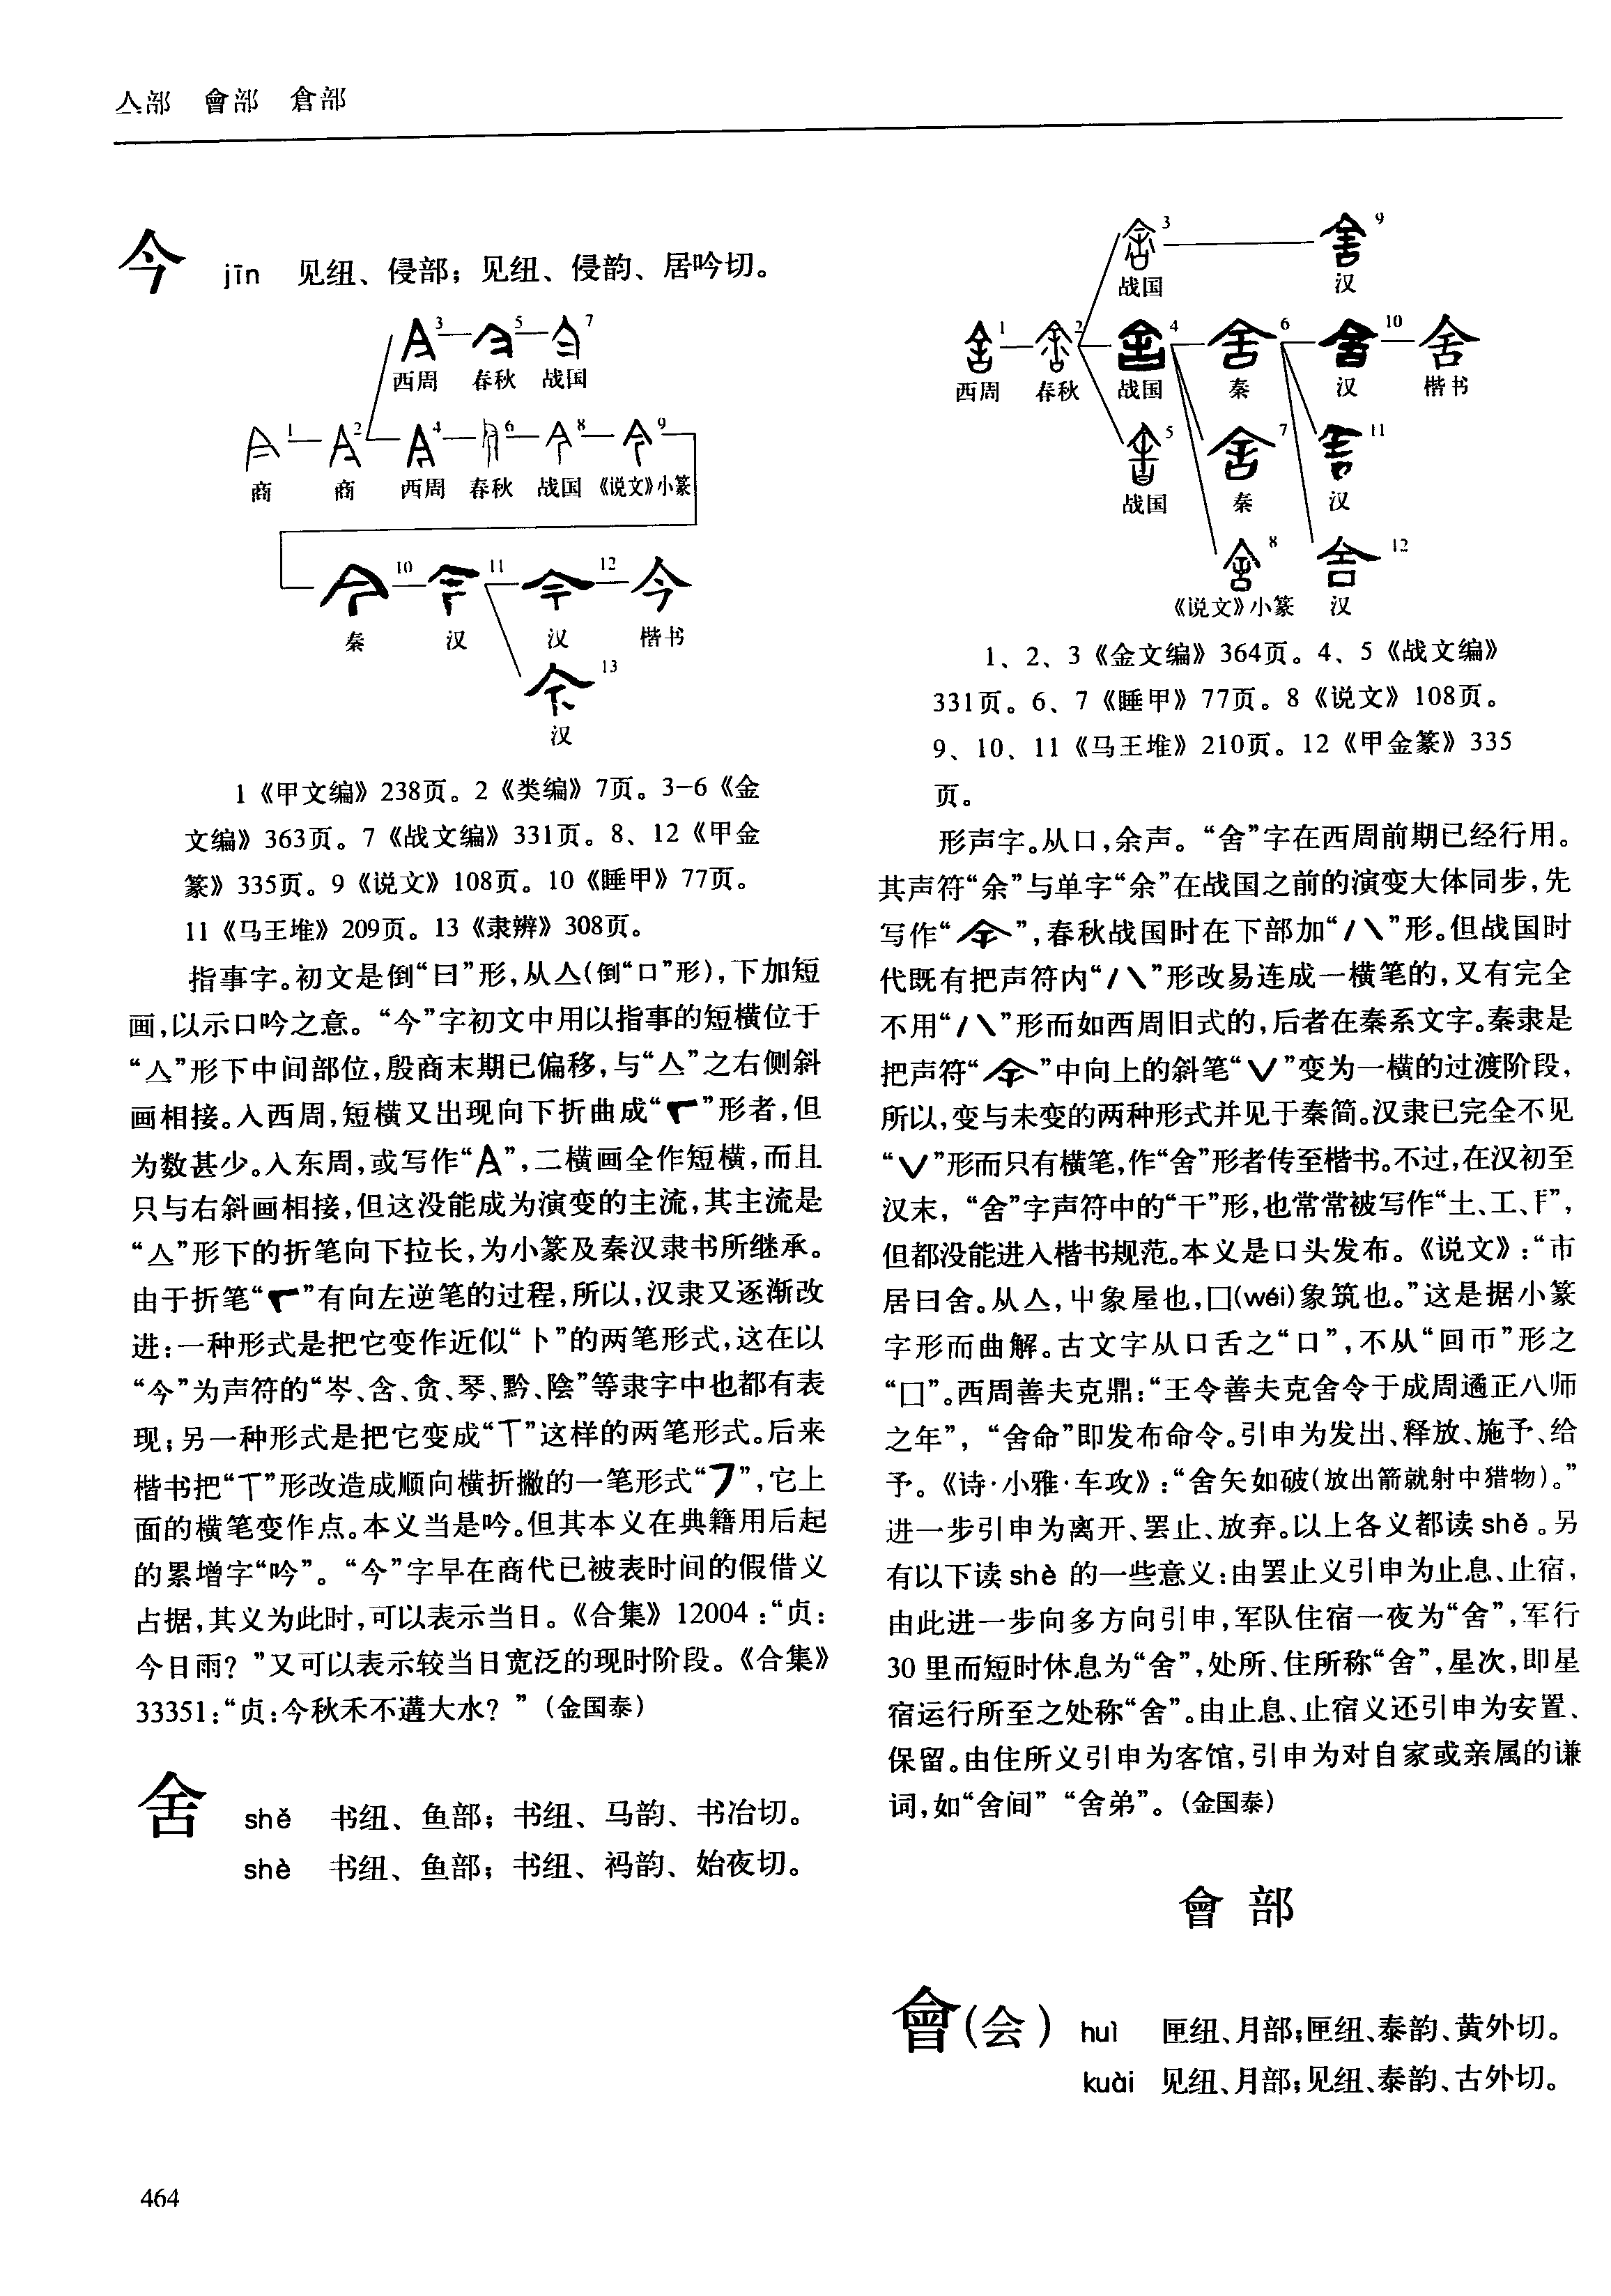 亼部 會部 倉部
今 jīn 见纽、侵部；见纽、侵韵、居吟切。
3 5 7
西周 春秋 战国
1 2 4 6 8 9
商 商 西周 春秋 战国 《说文》小篆
10 11 12 今
秦 汉 汉 楷书
13
汉
1《甲文编》238页。2《类编》7页。3-6《金
文编》363页。7《战文编》331页。8、12《甲金
篆》335页。9《说文》108页。10《睡甲》77页。
11《马王堆》209页。13《隶辨》308页。
指事字。初文是倒“曰”形，从亼(倒“口”形)，下加短
画，以示口吟之意。“今”字初文中用以指事的短横位于
“亼”形下中间部位，殷商末期已偏移，与“亼”之右侧斜
画相接。入西周，短横又出现向下折曲成“”形者，但
为数甚少。入东周，或写作“”，二横画全作短横，而且
只与右斜画相接，但这没能成为演变的主流，其主流是
“亼”形下的折笔向下拉长，为小篆及秦汉隶书所继承。
由于折笔“”有向左逆笔的过程，所以，汉隶又逐渐改
进：一种形式是把它变作近似“卜”的两笔形式，这在以
“今”为声符的“岑、含、贪、琴、黔、陰”等隶字中也都有表
现；另一种形式是把它变成“丅”这样的两笔形式。后来
楷书把“丅”形改造成顺向横折撇的一笔形式“㇇”，它上
面的横笔变作点。本义当是吟。但其本义在典籍用后起
的累增字“吟”。“今”字早在商代已被表时间的假借义
占据，其义为此时，可以表示当日。《合集》12004：“贞：
今日雨？”又可以表示较当日宽泛的现时阶段。《合集》
33351：“贞：今秋禾不遘大水？”(金国泰)
舍 shě 书纽、鱼部；书纽、马韵、书冶切。
shè 书纽、鱼部；书纽、祃韵、始夜切。
3 9
战国 汉
1 2 4 6 10 舍
西周 春秋 战国 秦 汉 楷书
5 7 11
战国 秦 汉
8 12
《说文》小篆 汉
1、2、3《金文编》364页。4、5《战文编》
331页。6、7《睡甲》77页。8《说文》108页。
9、10、11《马王堆》210页。12《甲金篆》335
页。
形声字。从口，余声。“舍”字在西周前期已经行用。
其声符“余”与单字“余”在战国之前的演变大体同步，先
写作“”，春秋战国时在下部加“八”形。但战国时
代既有把声符内“八”形改易连成一横笔的，又有完全
不用“八”形而如西周旧式的，后者在秦系文字。秦隶是
把声符“”中向上的斜笔“∨”变为一横的过渡阶段，
所以，变与未变的两种形式并见于秦简。汉隶已完全不见
“∨”形而只有横笔，作“舍”形者传至楷书。不过，在汉初至
汉末，“舍”字声符中的“干”形，也常常被写作“土、工、”，
但都没能进入楷书规范。本义是口头发布。《说文》：“市
居曰舍。从亼，屮象屋也，囗(wéi)象筑也。”这是据小篆
字形而曲解。古文字从口舌之“口”，不从“回帀”形之
“囗”。西周善夫克鼎：“王令善夫克舍令于成周遹正八师
之年”，“舍命”即发布命令。引申为发出、释放、施予、给
予。《诗·小雅·车攻》：“舍矢如破(放出箭就射中猎物)。”
进一步引申为离开、罢止、放弃。以上各义都读 shě。另
有以下读 shè 的一些意义：由罢止义引申为止息、止宿，
由此进一步向多方向引申，军队住宿一夜为“舍”，军行
30里而短时休息为“舍”，处所、住所称“舍”，星次，即星
宿运行所至之处称“舍”。由止息、止宿义还引申为安置、
保留。由住所义引申为客馆，引申为对自家或亲属的谦
词，如“舍间”“舍弟”。(金国泰)
會部
會(会) huì 匣纽、月部；匣纽、泰韵、黄外切。
kuài 见纽、月部；见纽、泰韵、古外切。
464